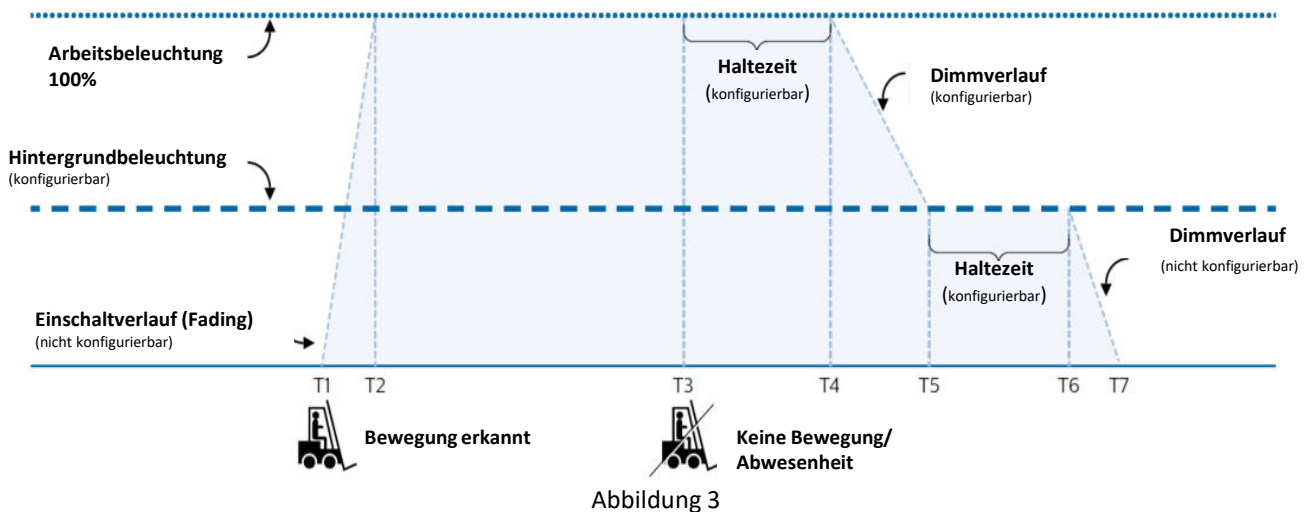 Arbeitsbeleuchtung
100%
Haltezeit
(konfigurierbar)
Dimmverlauf
(konfigurierbar)
Hintergrundbeleuchtung
(konfigurierbar)
Dimmverlauf
(nicht konfigurierbar)
Haltezeit
(konfigurierbar)
Einschaltverlauf (Fading)
(nicht konfigurierbar)
T1 T2 T3 T4 T5 T6 T7
Bewegung erkannt
Keine Bewegung/
Abwesenheit
Abbildung 3